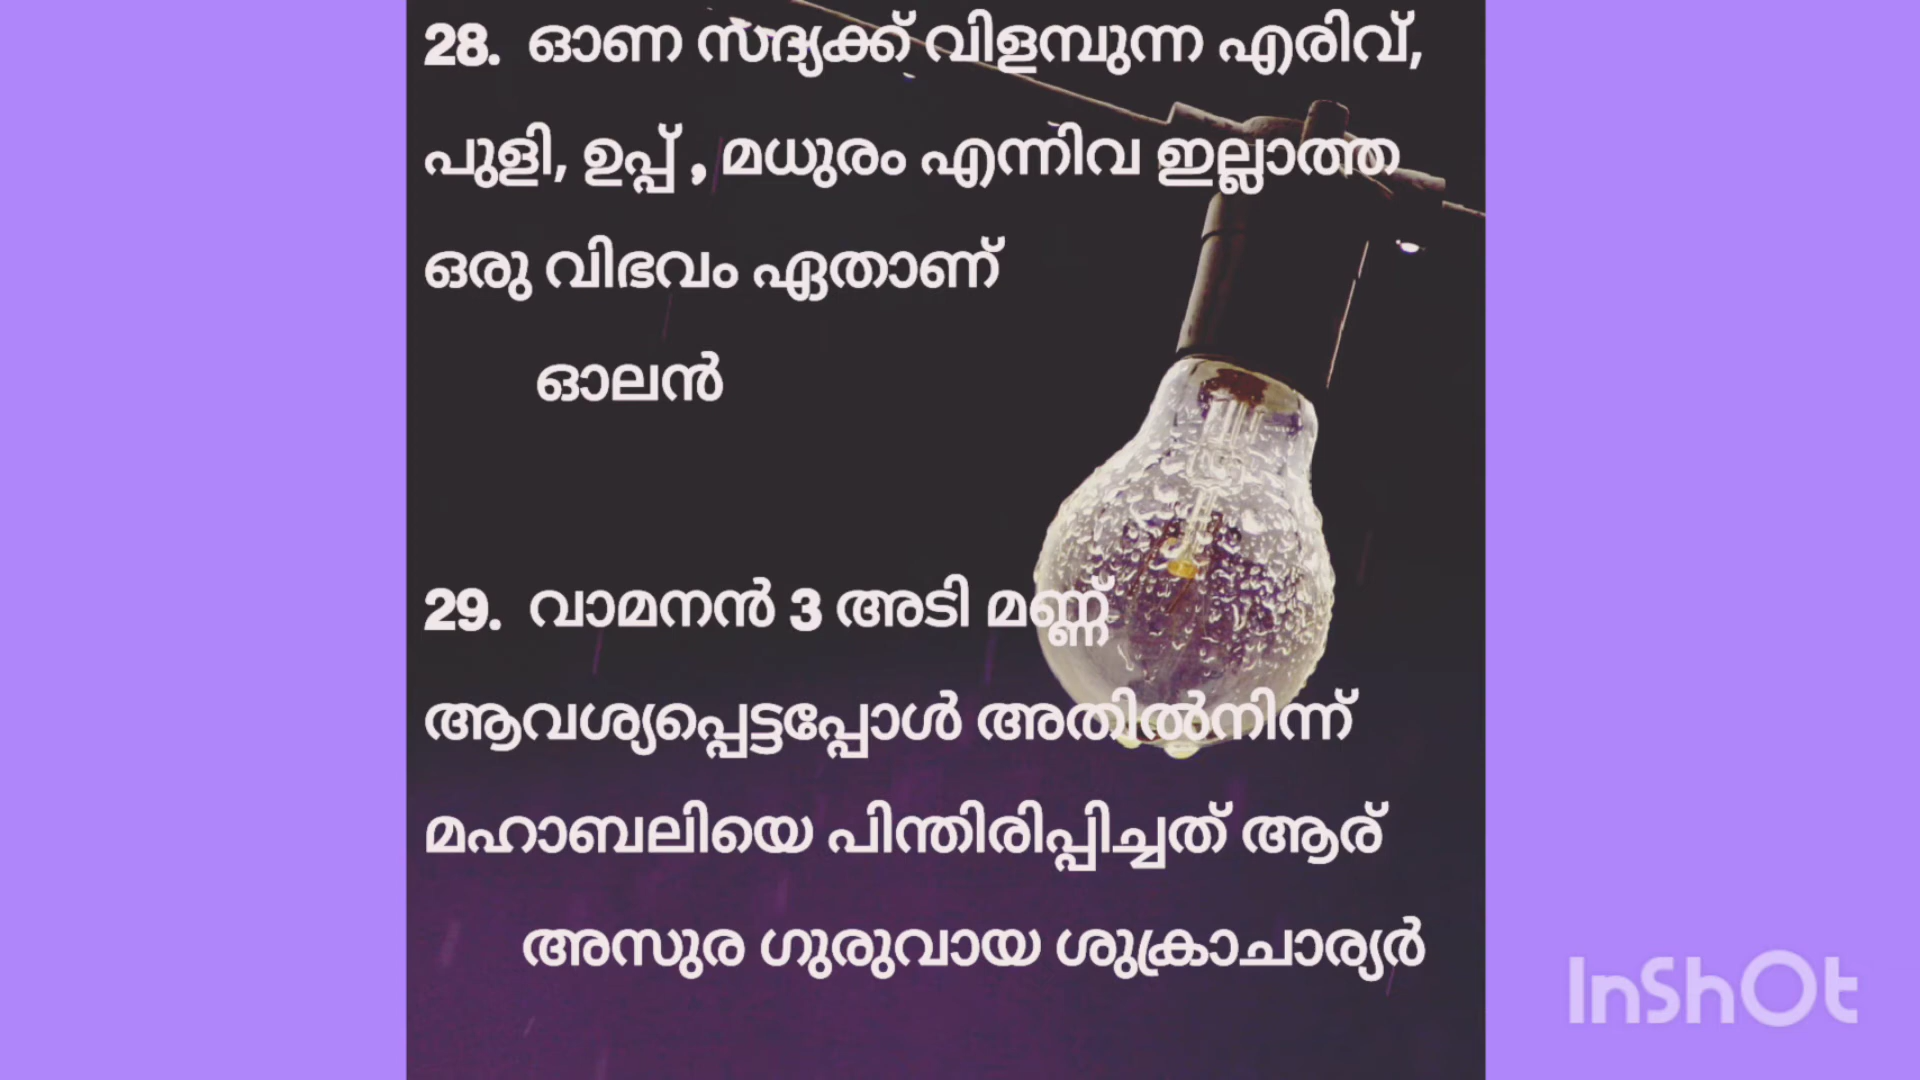 28. ഓണ സദ്യക്ക് വിളമ്പുന്ന എരിവ്,
പുളി, ഉപ്പ് , മധുരം എന്നിവ ഇല്ലാത്ത
ഒരു വിഭവം ഏതാണ്
ഓലൻ
29. വാമനൻ 3 അടി മണ്ണ്
ആവശ്യപ്പെട്ടപ്പോൾ അതിൽനിന്ന്
മഹാബലിയെ പിന്തിരിപ്പിച്ചത് ആര്
അസുര ഗുരുവായ ശുക്രാചാര്യർ
InShOt